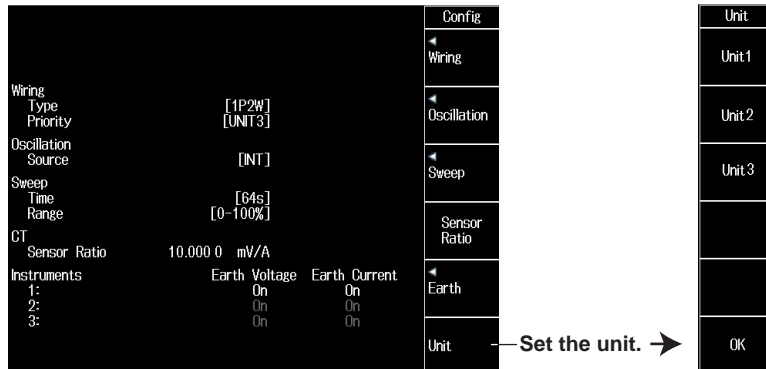 Config
Wiring
Oscillation
Sweep
Sensor Ratio
Earth
Unit
Wiring
Type [1P2W]
Priority [UNIT3]
Oscillation
Source [INT]
Sweep
Time [64s]
Range [0-100%]
CT
Sensor Ratio 10.000 0 mV/A
Instruments Earth Voltage Earth Current
1: On On
2: On On
3: On On
Set the unit.
Unit
Unit1
Unit2
Unit3
OK